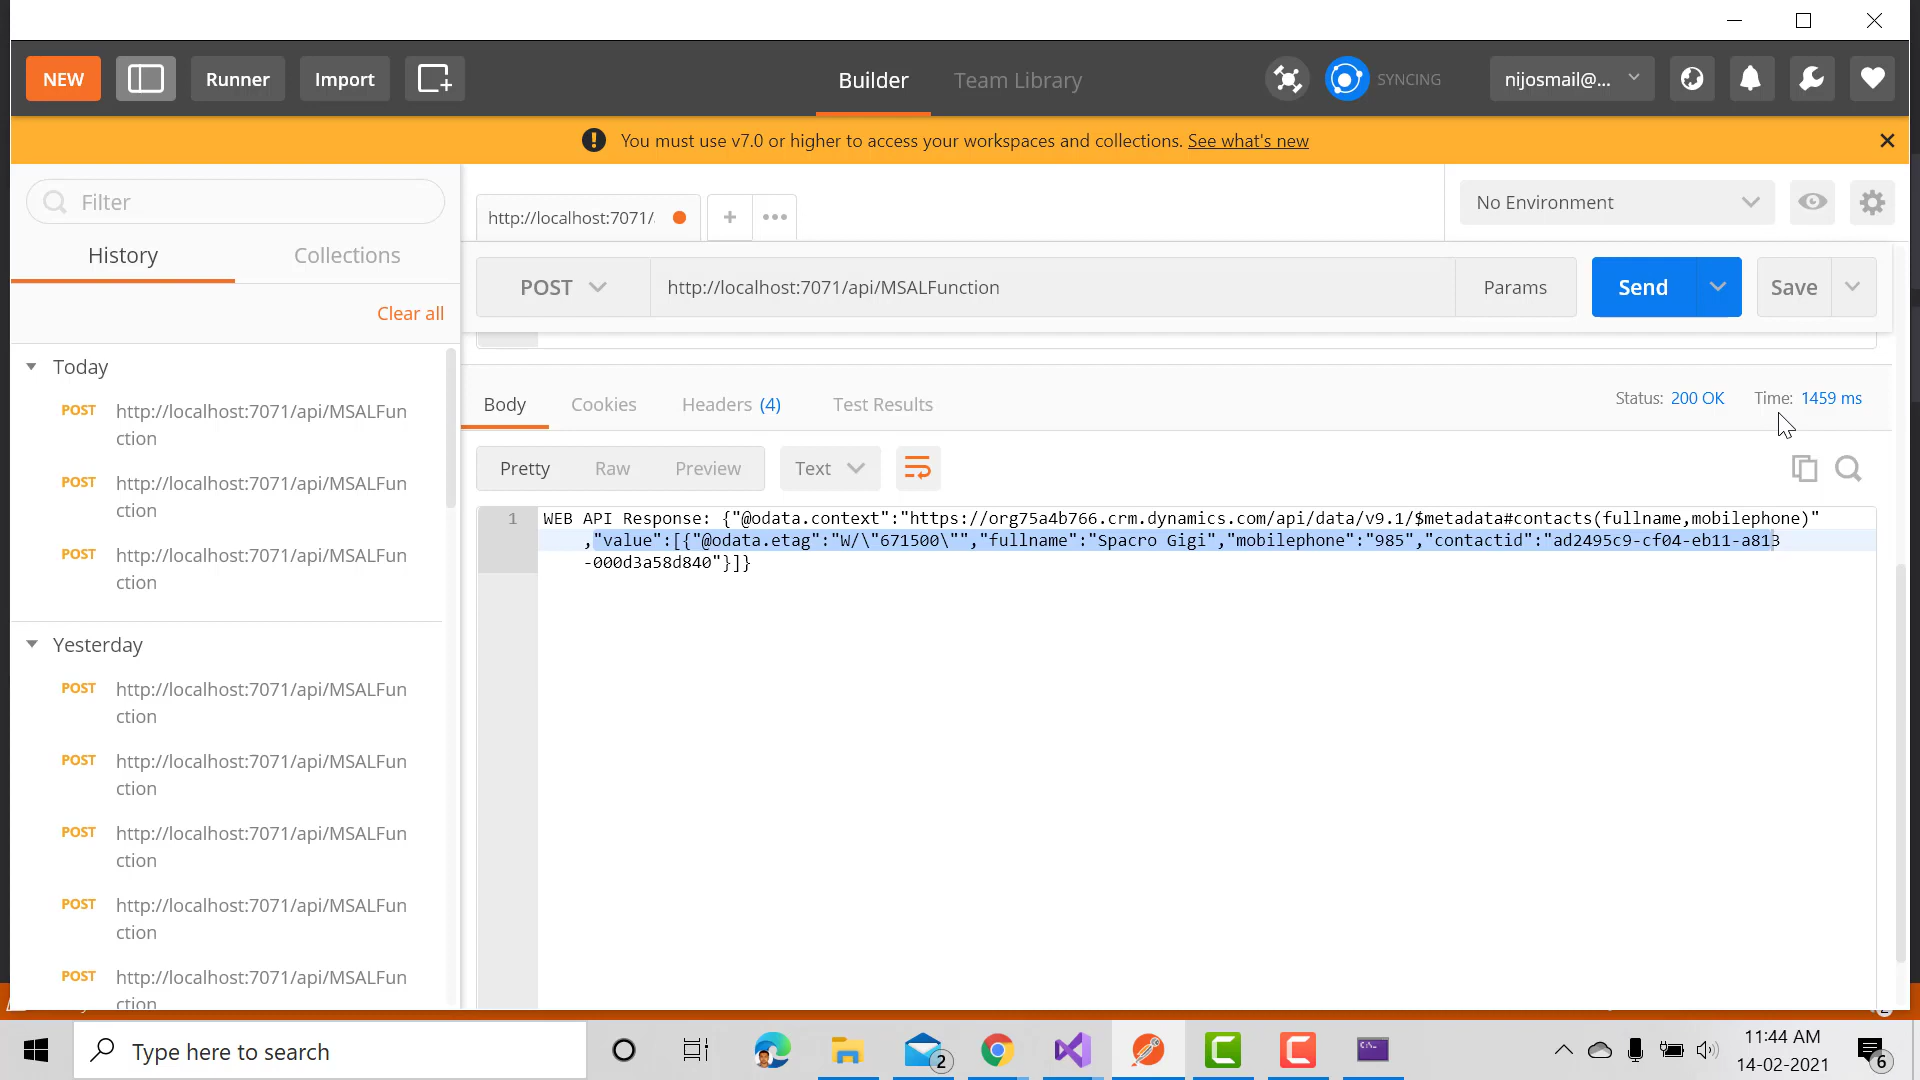 NEW
Runner
Import
Builder
Team Library
SYNCING
nijosmail@...
You must use v7.0 or higher to access your workspaces and collections. See what's new
Filter
History
Collections
Clear all
Today
POST http://localhost:7071/api/MSALFun
ction
POST http://localhost:7071/api/MSALFun
ction
POST http://localhost:7071/api/MSALFun
ction
Yesterday
POST http://localhost:7071/api/MSALFun
ction
POST http://localhost:7071/api/MSALFun
ction
POST http://localhost:7071/api/MSALFun
ction
POST http://localhost:7071/api/MSALFun
ction
POST http://localhost:7071/api/MSALFun
ction
http://localhost:7071/
No Environment
POST
http://localhost:7071/api/MSALFunction
Params
Send
Save
Body
Cookies
Headers (4)
Test Results
Status: 200 OK
Time: 1459 ms
Pretty
Raw
Preview
Text
1
WEB API Response: {"@odata.context":"https://org75a4b766.crm.dynamics.com/api/data/v9.1/$metadata#contacts(fullname,mobilephone)"
,"value":[{"@odata.etag":"W/\"671500\"","fullname":"Spacro Gigi","mobilephone":"985","contactid":"ad2495c9-cf04-eb11-a813
-000d3a58d840"}]}
Type here to search
2
11:44 AM
14-02-2021
6